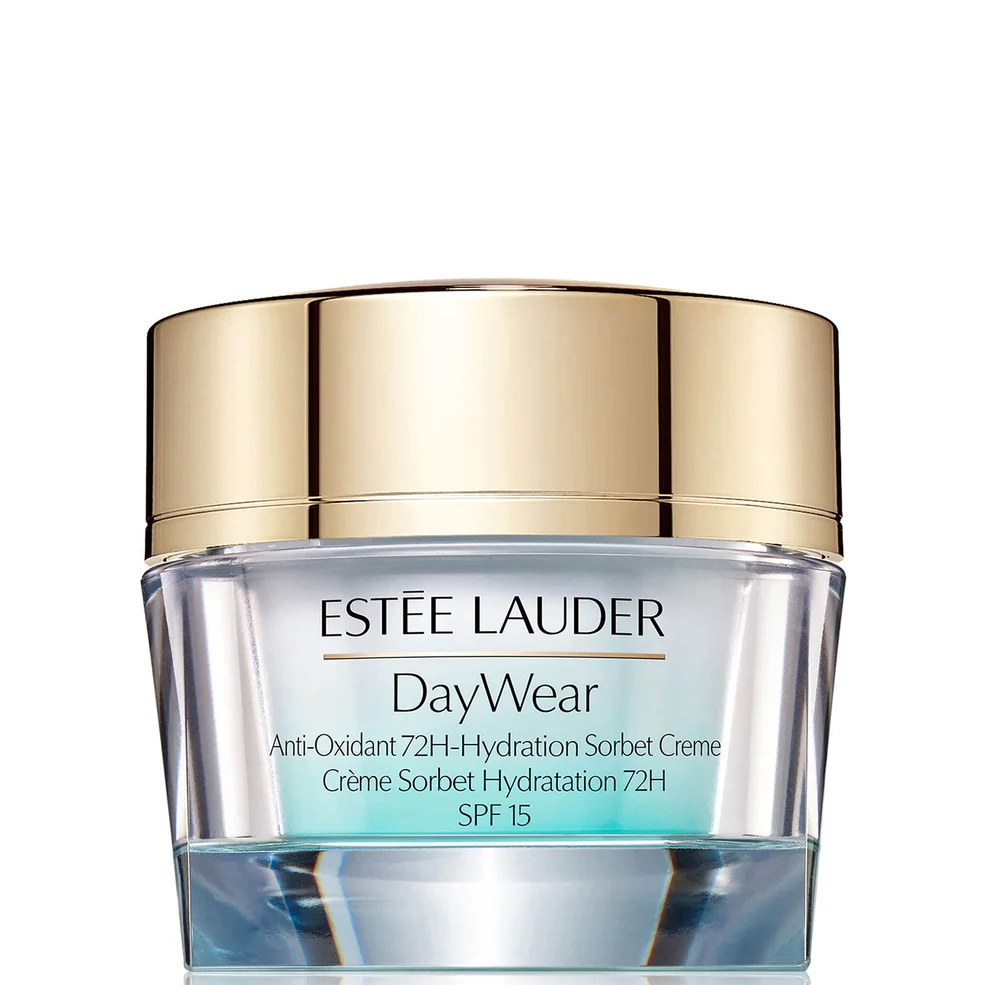 ESTĒE LAUDER
DayWear
Anti-Oxidant 72H-Hydration Sorbet Creme
Crème Sorbet Hydratation 72H
SPF 15